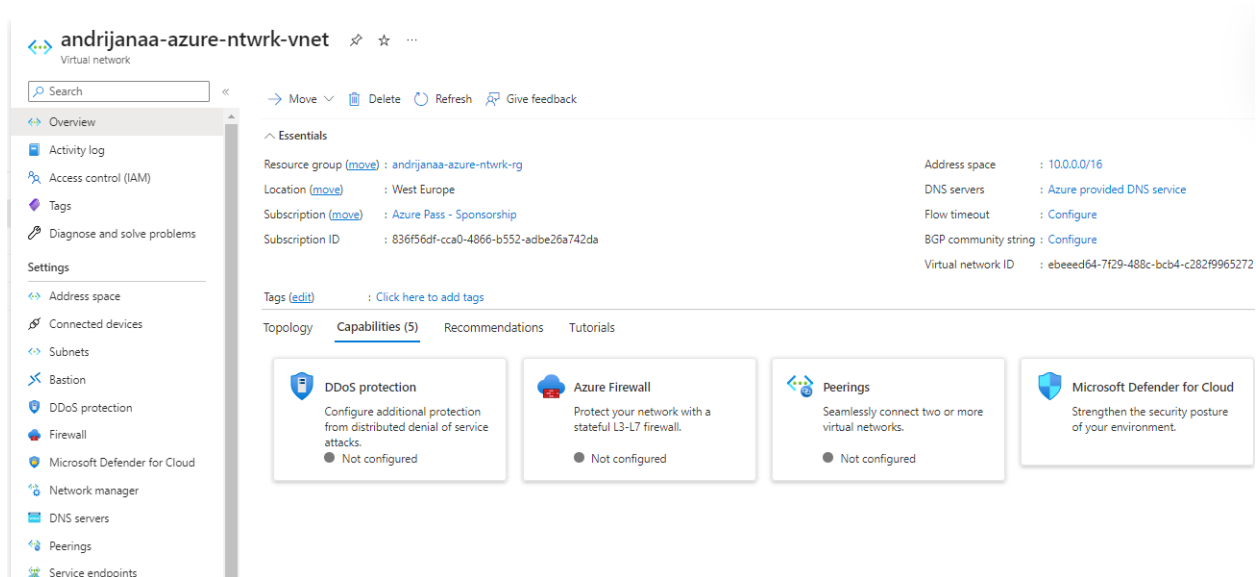 andrijanaa-azure-ntwrk-vnet
Virtual network
Search
«
Overview
Activity log
Access control (IAM)
Tags
Diagnose and solve problems
Settings
Address space
Connected devices
Subnets
Bastion
DDoS protection
Firewall
Microsoft Defender for Cloud
Network manager
DNS servers
Peerings
Service endpoints
Move
Delete
Refresh
Give feedback
Essentials
Resource group (move) : andrijanaa-azure-ntwrk-rg
Location (move) : West Europe
Subscription (move) : Azure Pass - Sponsorship
Subscription ID : 836f56df-cca0-4866-b552-adbe26a742da
Address space : 10.0.0.0/16
DNS servers : Azure provided DNS service
Flow timeout : Configure
BGP community string : Configure
Virtual network ID : ebeeed64-7f29-488c-bcb4-c282f9965272
Tags (edit) : Click here to add tags
Topology
Capabilities (5)
Recommendations
Tutorials
DDoS protection
Configure additional protection
from distributed denial of service
attacks.
Not configured
Azure Firewall
Protect your network with a
stateful L3-L7 firewall.
Not configured
Peerings
Seamlessly connect two or more
virtual networks.
Not configured
Microsoft Defender for Cloud
Strengthen the security posture
of your environment.